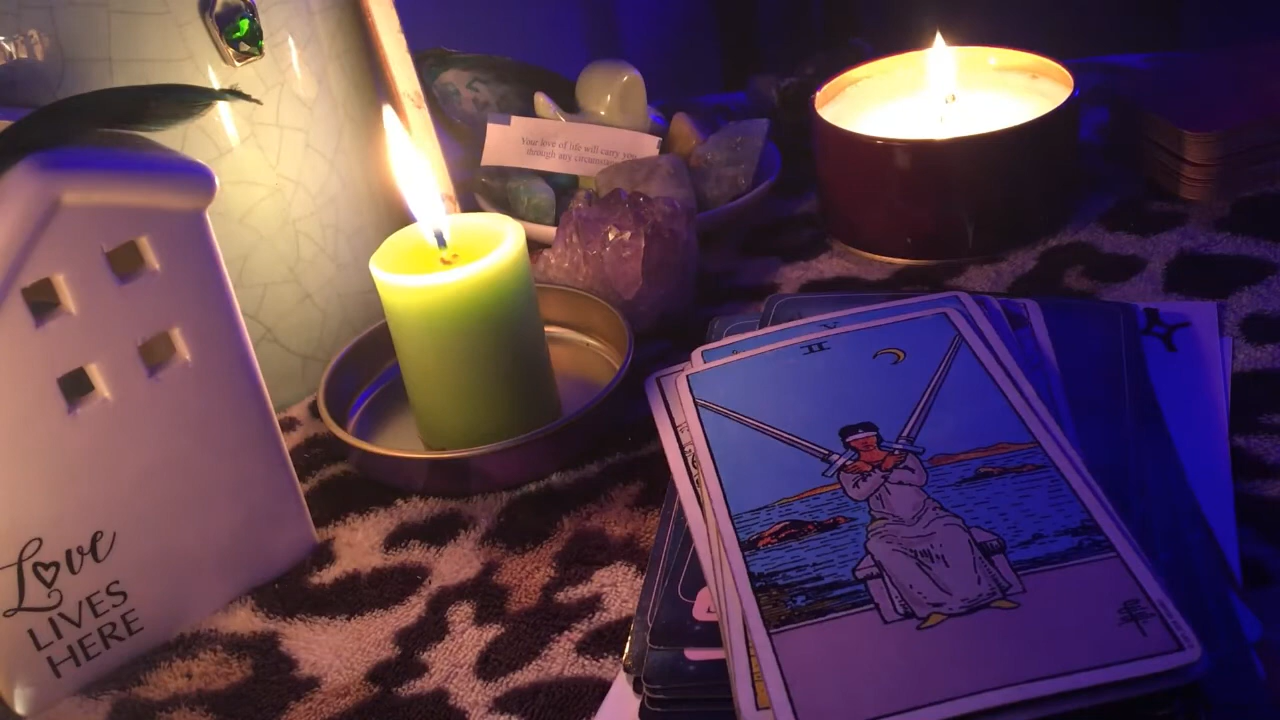 Your love of life will carry you
through any circumstance
Love
LIVES
HERE
V
II